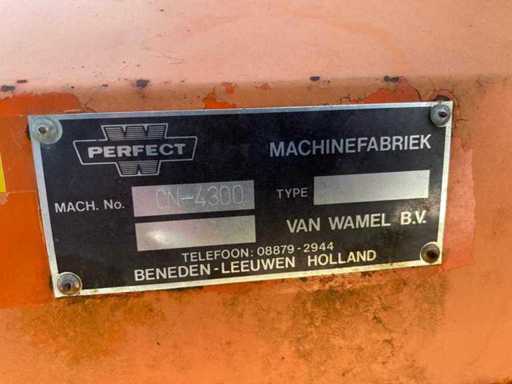 W
PERFECT
MACHINEFABRIEK
MACH. No. CN-4300 TYPE
VAN WAMEL B.V.
TELEFOON: 08879-2944
BENEDEN-LEEUWEN HOLLAND